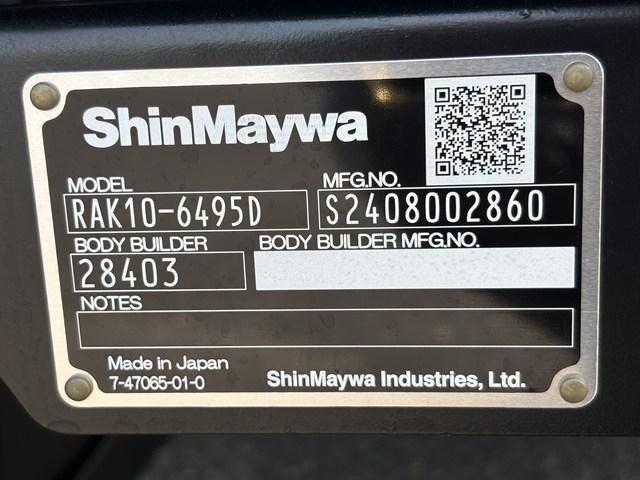 ShinMaywa
MODEL
MFG.NO.
RAK10-6495D
S2408002860
BODY BUILDER
BODY BUILDER MFG.NO.
28403
NOTES
Made in Japan
7-47065-01-0
ShinMaywa Industries, Ltd.